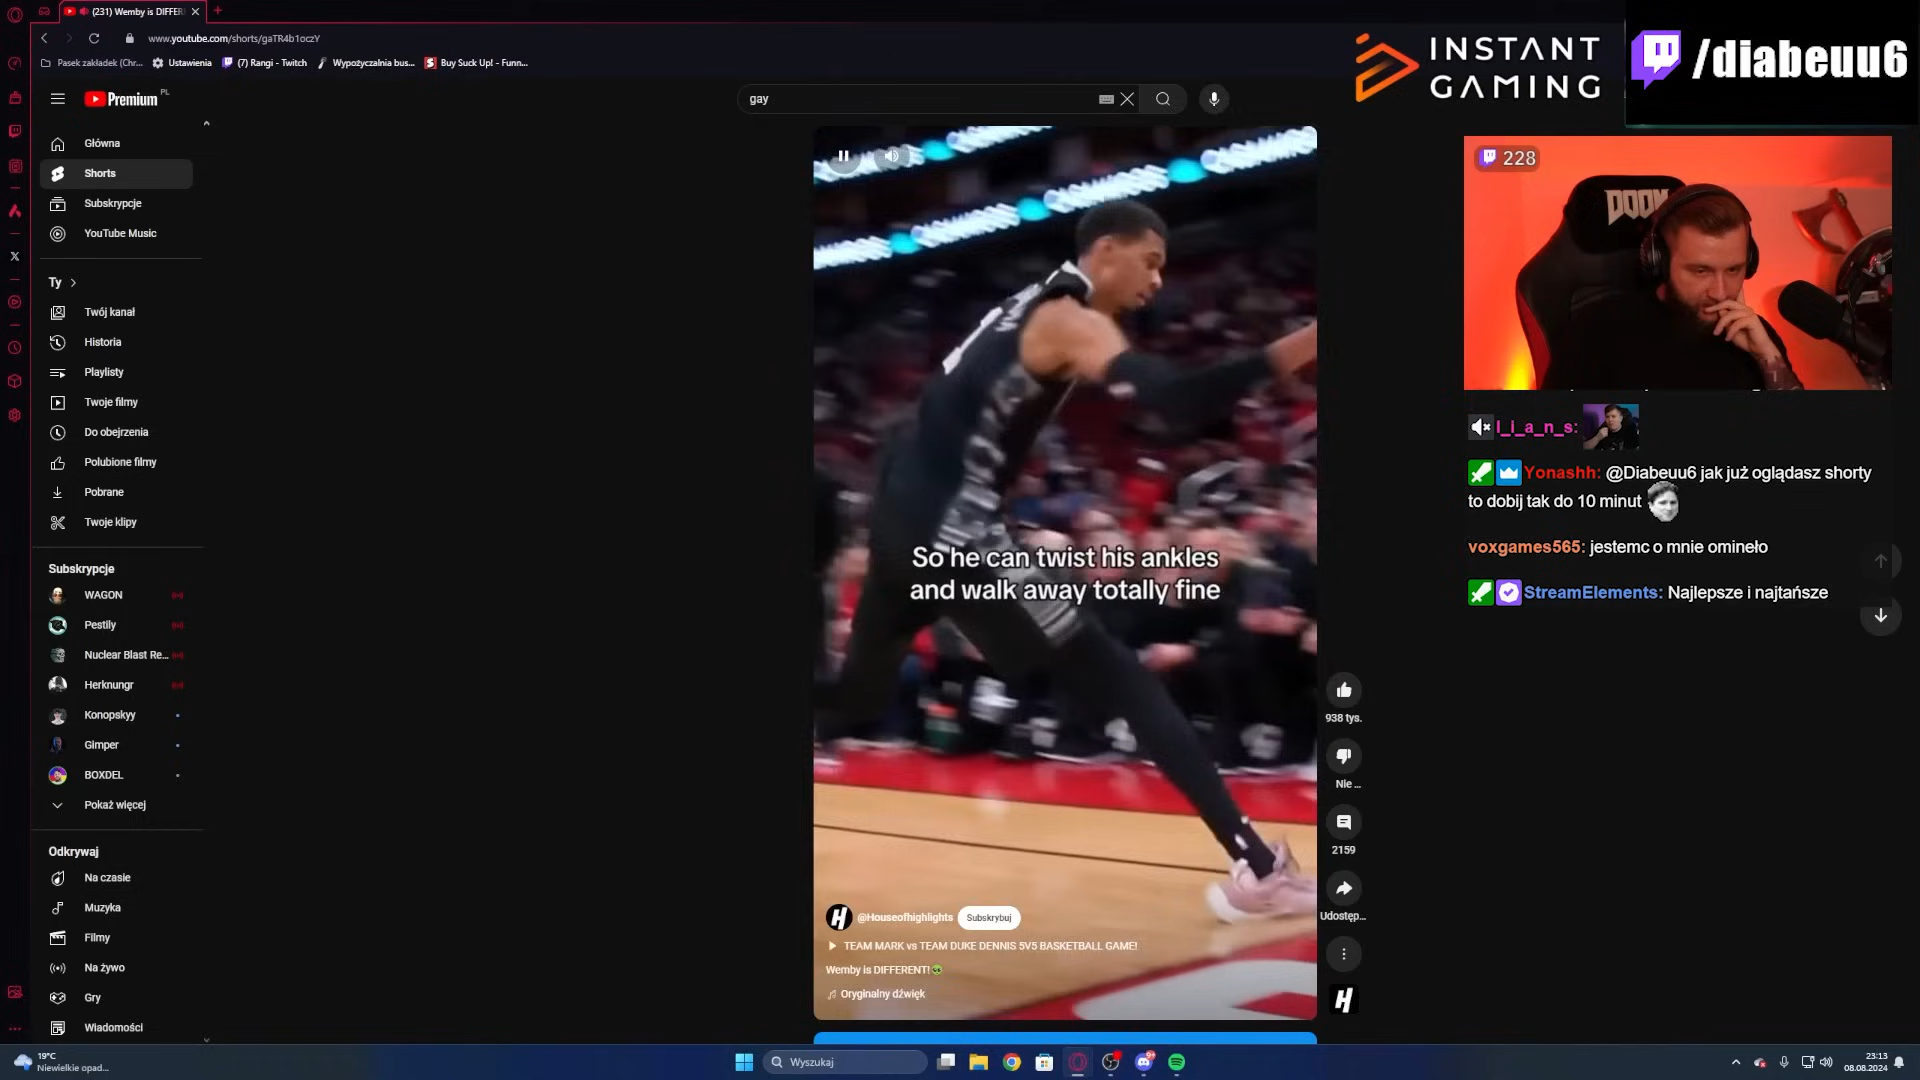 (231) Wemby is DIFFER
www.youtube.com/shorts/gaTR4b1oczY
Pasek zakładek (Chr...
Ustawienia
(7) Rangi - Twitch
Wypożyczalnia bus...
Buy Suck Up! - Funn...
INSTANT
GAMING
/diabeuu6
Premium PL
gay
Główna
Shorts
Subskrypcje
YouTube Music
Ty
Twój kanał
Historia
Playlisty
Twoje filmy
Do obejrzenia
Polubione filmy
Pobrane
Twoje klipy
Subskrypcje
WAGON
Pestily
Nuclear Blast Re...
Herknungr
Konopskyy
Gimper
BOXDEL
Pokaż więcej
Odkrywaj
Na czasie
Muzyka
Filmy
Na żywo
Gry
Wiadomości
So he can twist his ankles
and walk away totally fine
@Houseofhighlights
Subskrybuj
TEAM MARK vs TEAM DUKE DENNIS 5V5 BASKETBALL GAME!
Wemby is DIFFERENT!
Oryginalny dźwięk
938 tys.
Nie ...
2159
Udostęp...
228
DOOM
l_i_a_n_s:
Yonashh: @Diabeuu6 jak już oglądasz shorty
to dobij tak do 10 minut
voxgames565: jestemc o mnie omineło
StreamElements: Najlepsze i najtańsze
19°C
Niewielkie opad...
Wyszukaj
23:13
08.08.2024